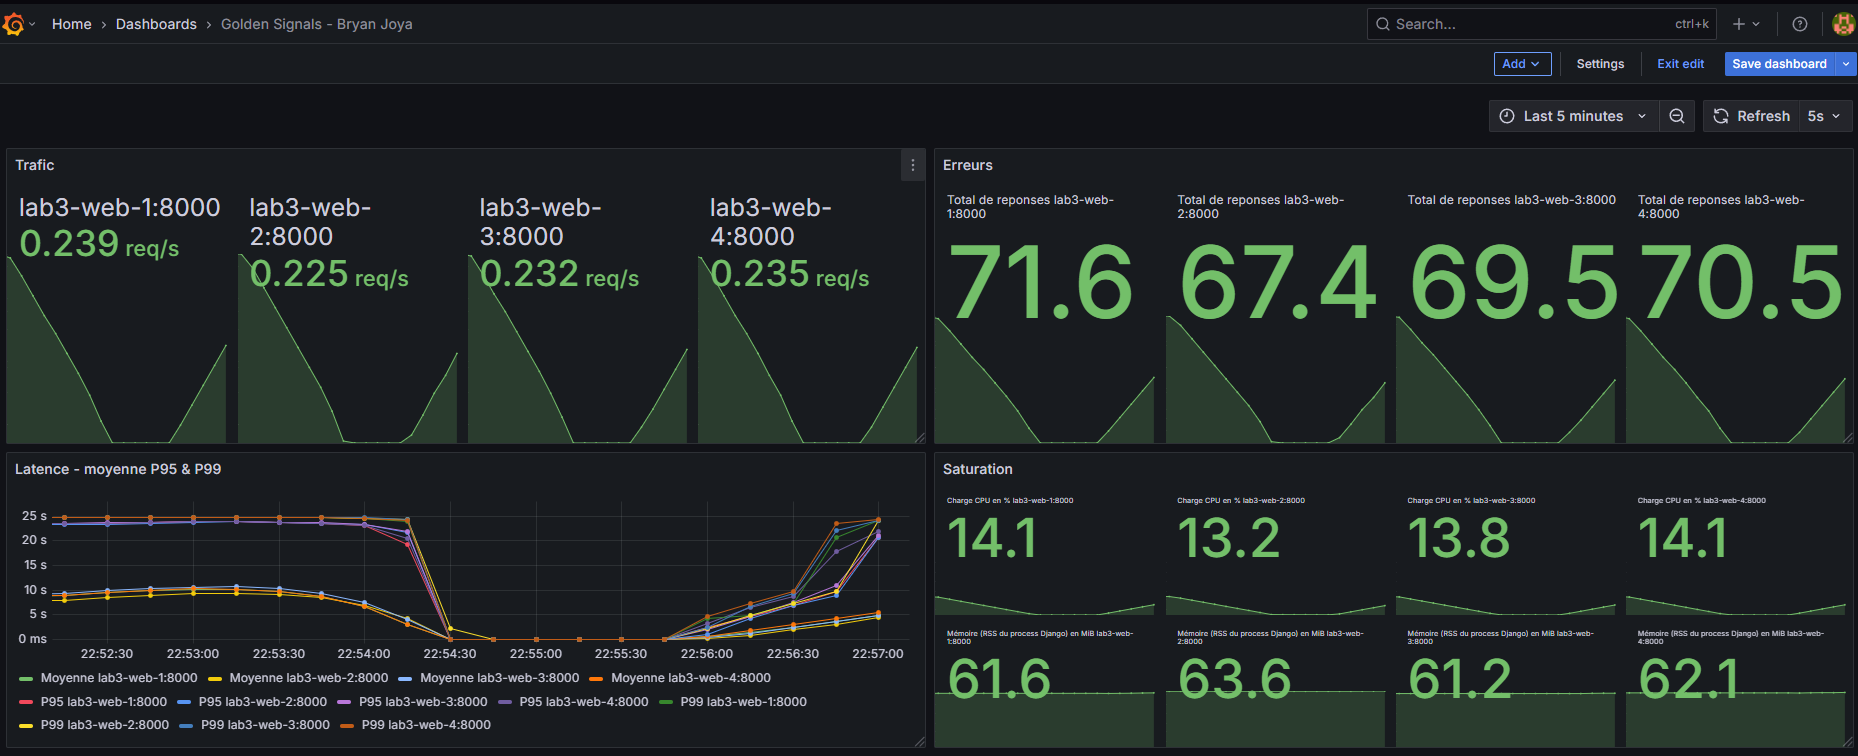 Home › Dashboards › Golden Signals - Bryan Joya
Search... ctrl+k
Add Settings Exit edit Save dashboard
Last 5 minutes Refresh 5s
Trafic
lab3-web-1:8000
0.239 req/s
lab3-web-
2:8000
0.225 req/s
lab3-web-
3:8000
0.232 req/s
lab3-web-
4:8000
0.235 req/s
Erreurs
Total de reponses lab3-web-
1:8000
71.6
Total de reponses lab3-web-
2:8000
67.4
Total de reponses lab3-web-3:8000
69.5
Total de reponses lab3-web-
4:8000
70.5
Latence - moyenne P95 & P99
25 s
20 s
15 s
10 s
5 s
0 ms
22:52:30 22:53:00 22:53:30 22:54:00 22:54:30 22:55:00 22:55:30 22:56:00 22:56:30 22:57:00
Moyenne lab3-web-1:8000 Moyenne lab3-web-2:8000 Moyenne lab3-web-3:8000 Moyenne lab3-web-4:8000
P95 lab3-web-1:8000 P95 lab3-web-2:8000 P95 lab3-web-3:8000 P95 lab3-web-4:8000 P99 lab3-web-1:8000
P99 lab3-web-2:8000 P99 lab3-web-3:8000 P99 lab3-web-4:8000
Saturation
Charge CPU en % lab3-web-1:8000
14.1
Charge CPU en % lab3-web-2:8000
13.2
Charge CPU en % lab3-web-3:8000
13.8
Charge CPU en % lab3-web-4:8000
14.1
Mémoire (RSS du process Django) en MiB lab3-web-
1:8000
61.6
Mémoire (RSS du process Django) en MiB lab3-web-
2:8000
63.6
Mémoire (RSS du process Django) en MiB lab3-web-
3:8000
61.2
Mémoire (RSS du process Django) en MiB lab3-web-
4:8000
62.1